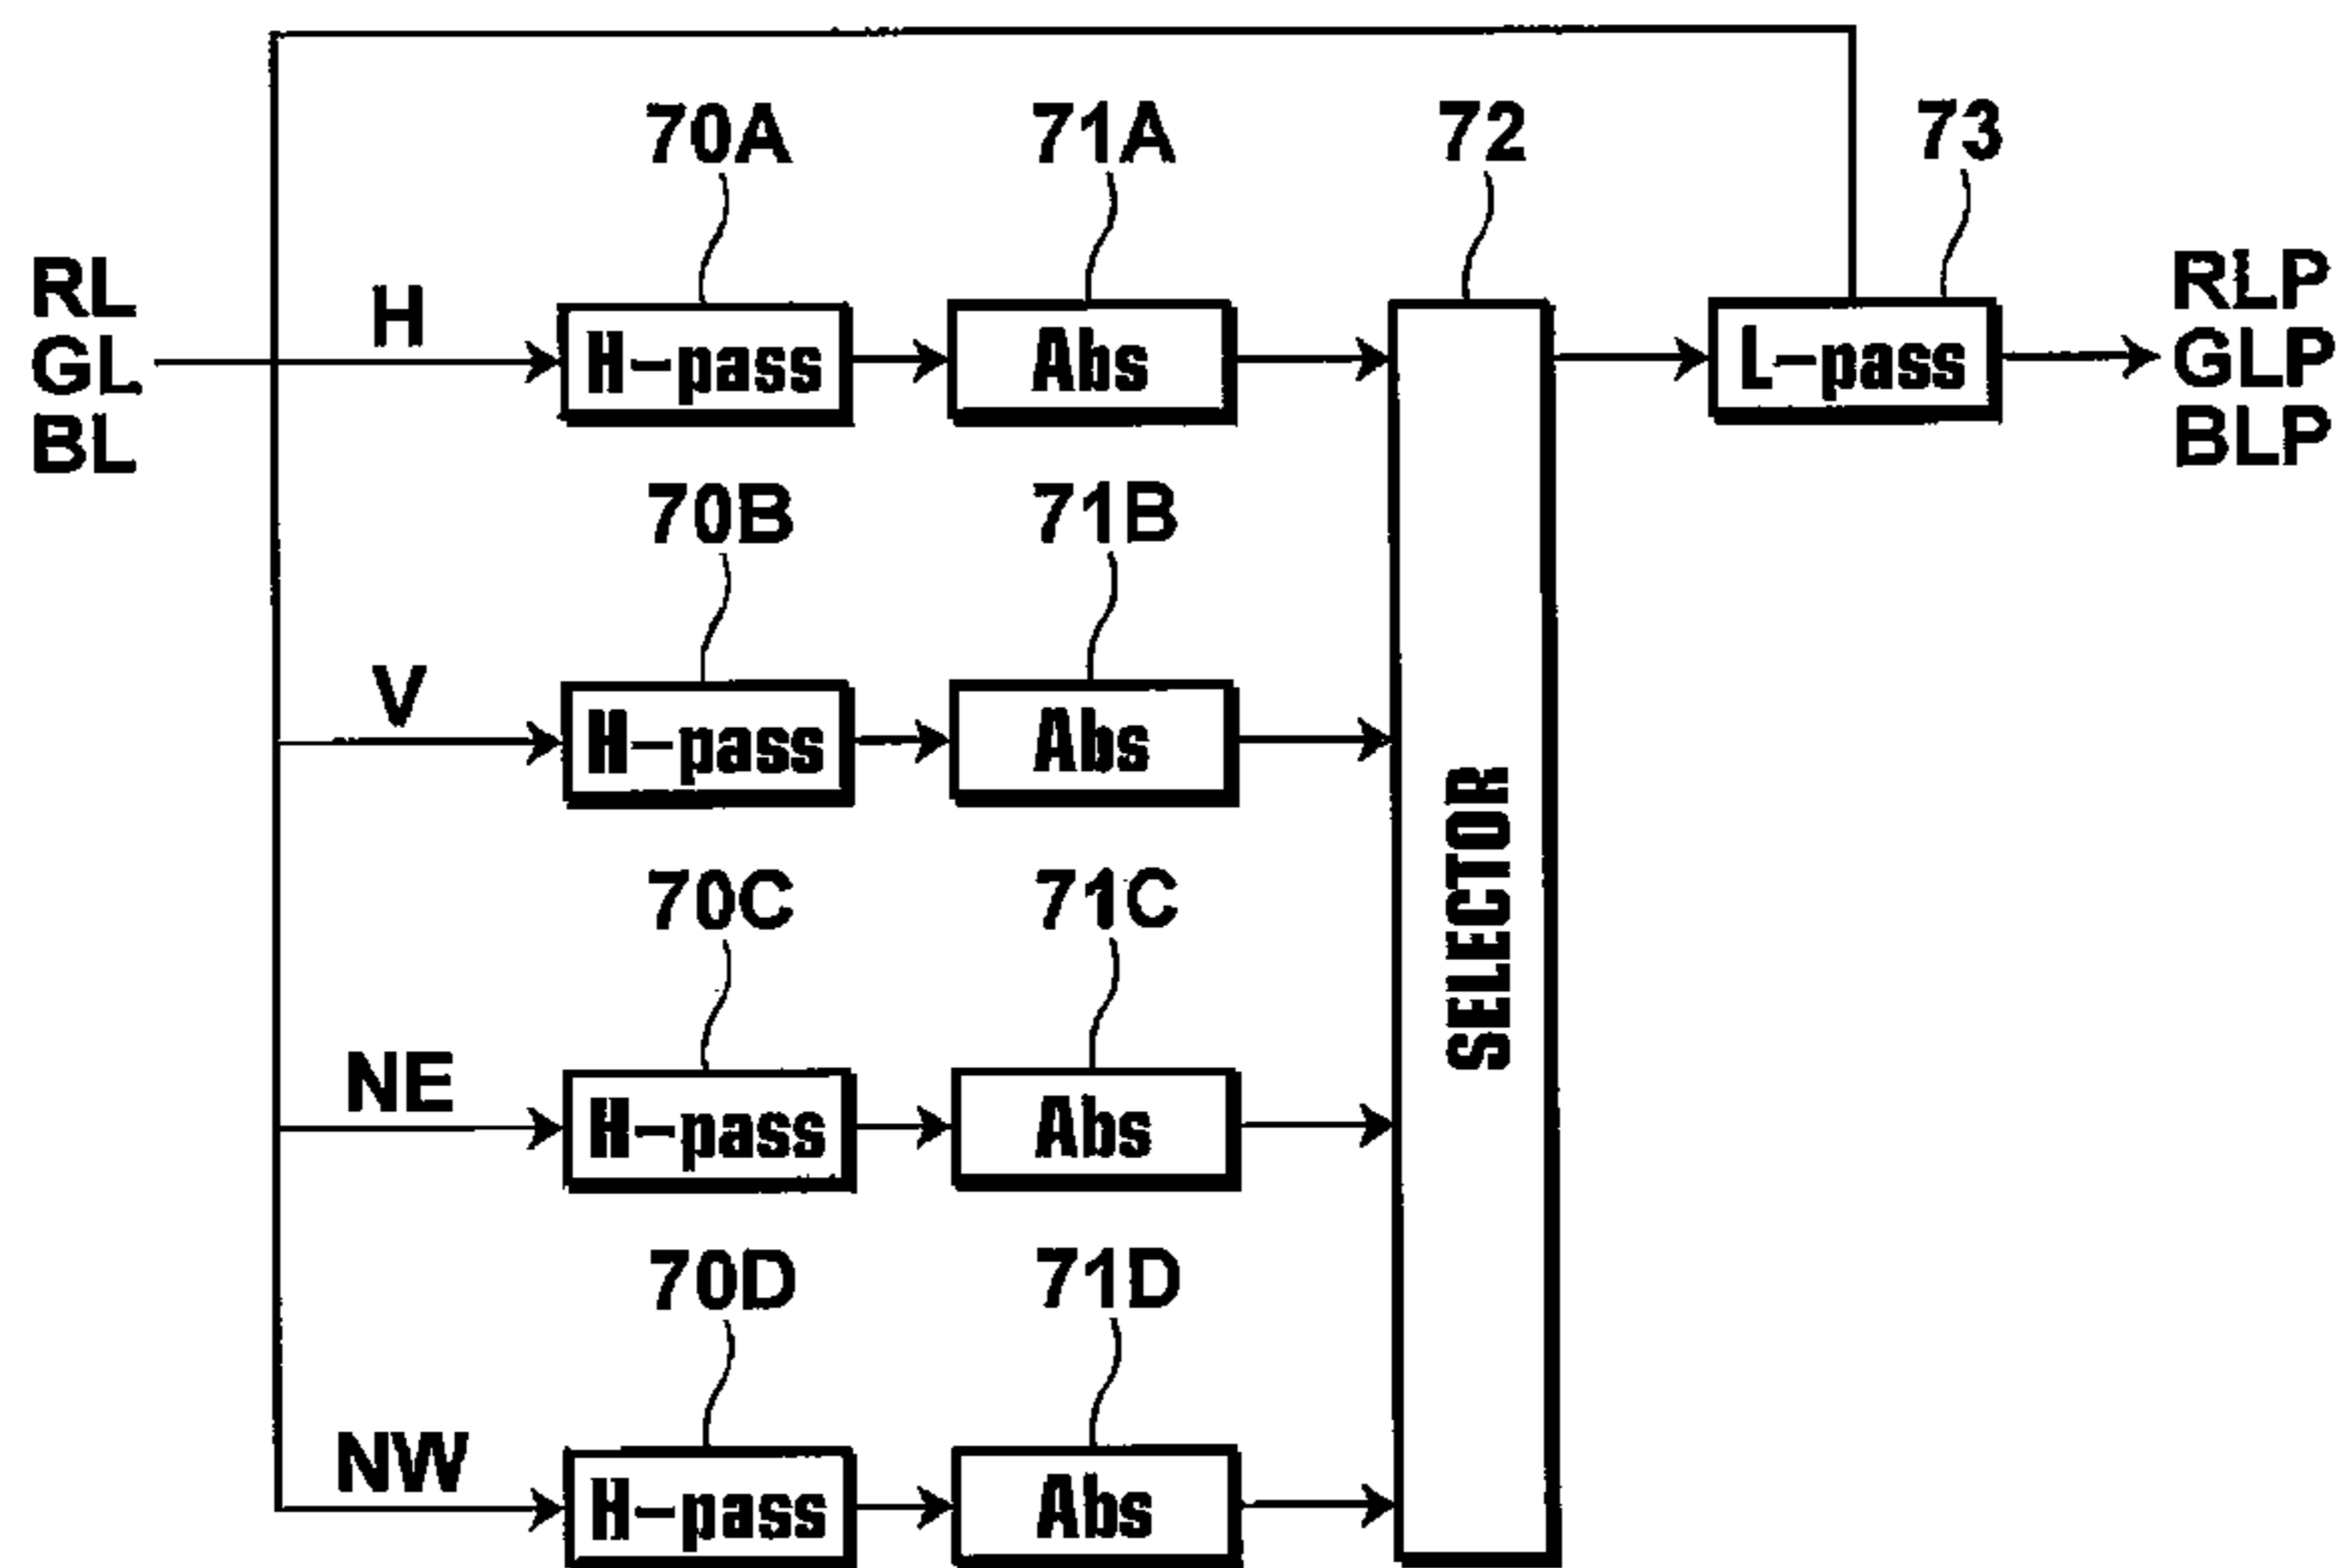 70A 71A 72 73
RL
GL
BL
H
H-pass
Abs
L-pass
RLP
GLP
BLP
70B 71B
V
H-pass
Abs
SELECTOR
70C 71C
NE
H-pass
Abs
70D 71D
NW
H-pass
Abs